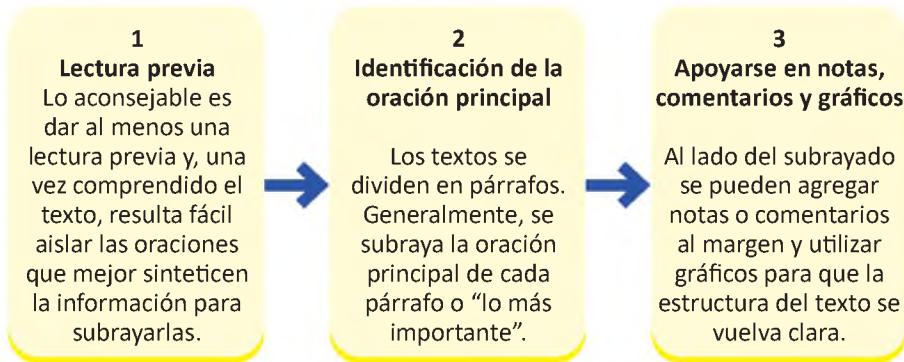 1
Lectura previa
Lo aconsejable es
dar al menos una
lectura previa y, una
vez comprendido el
texto, resulta fácil
aislar las oraciones
que mejor sinteticen
la información para
subrayarlas.
2
Identificación de la
oración principal
Los textos se
dividen en párrafos.
Generalmente, se
subraya la oración
principal de cada
párrafo o “lo más
importante”.
3
Apoyarse en notas,
comentarios y gráficos
Al lado del subrayado
se pueden agregar
notas o comentarios
al margen y utilizar
gráficos para que la
estructura del texto se
vuelva clara.